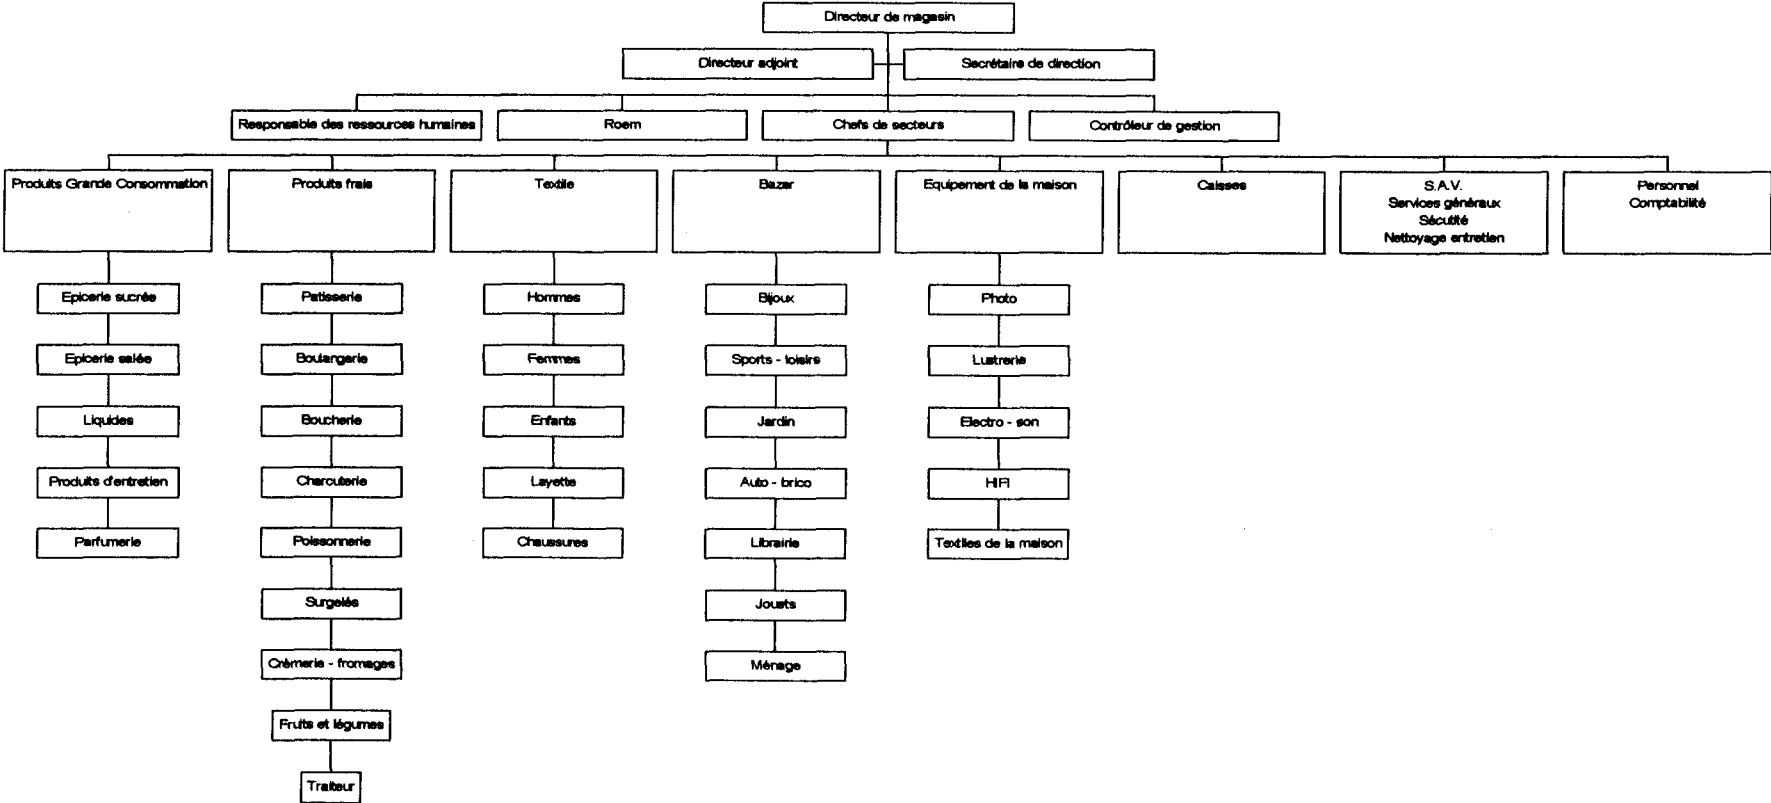 Directeur de magasin
Directeur adjoint
Secrétaire de direction
Responsable des ressources humaines
Roem
Chefs de secteurs
Contrôleur de gestion
Produits Grande Consommation
Produits frais
Textile
Bazar
Equipement de la maison
Caisses
S.A.V.
Services généraux
Sécutité
Nettoyage entretien
Personnel
Comptabilité
Epicerie sucrée
Epicerie salée
Liquides
Produits d'entretien
Parfumerie
Patisserie
Boulangerie
Boucherie
Charcuterie
Poissonnerie
Surgelés
Crèmerie - fromages
Fruits et légumes
Traiteur
Hommes
Femmes
Enfants
Layette
Chaussures
Bijoux
Sports - loisirs
Jardin
Auto - brico
Librairie
Jouets
Ménage
Photo
Lustrerie
Electro - son
HIFI
Textiles de la maison